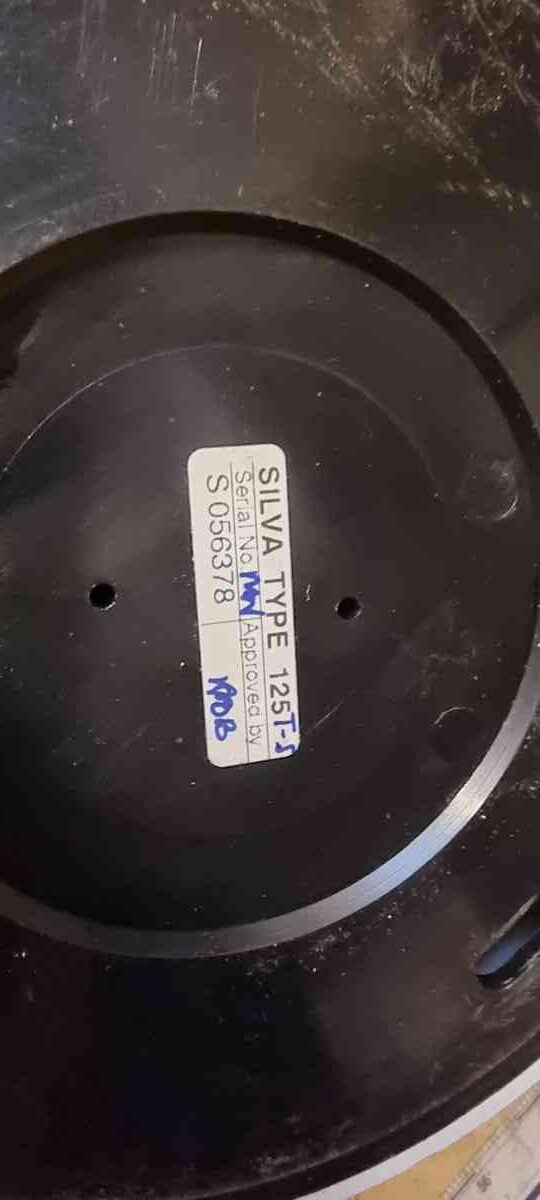 SILVA TYPE 125T-S
Serial No. Approved by
S 056378